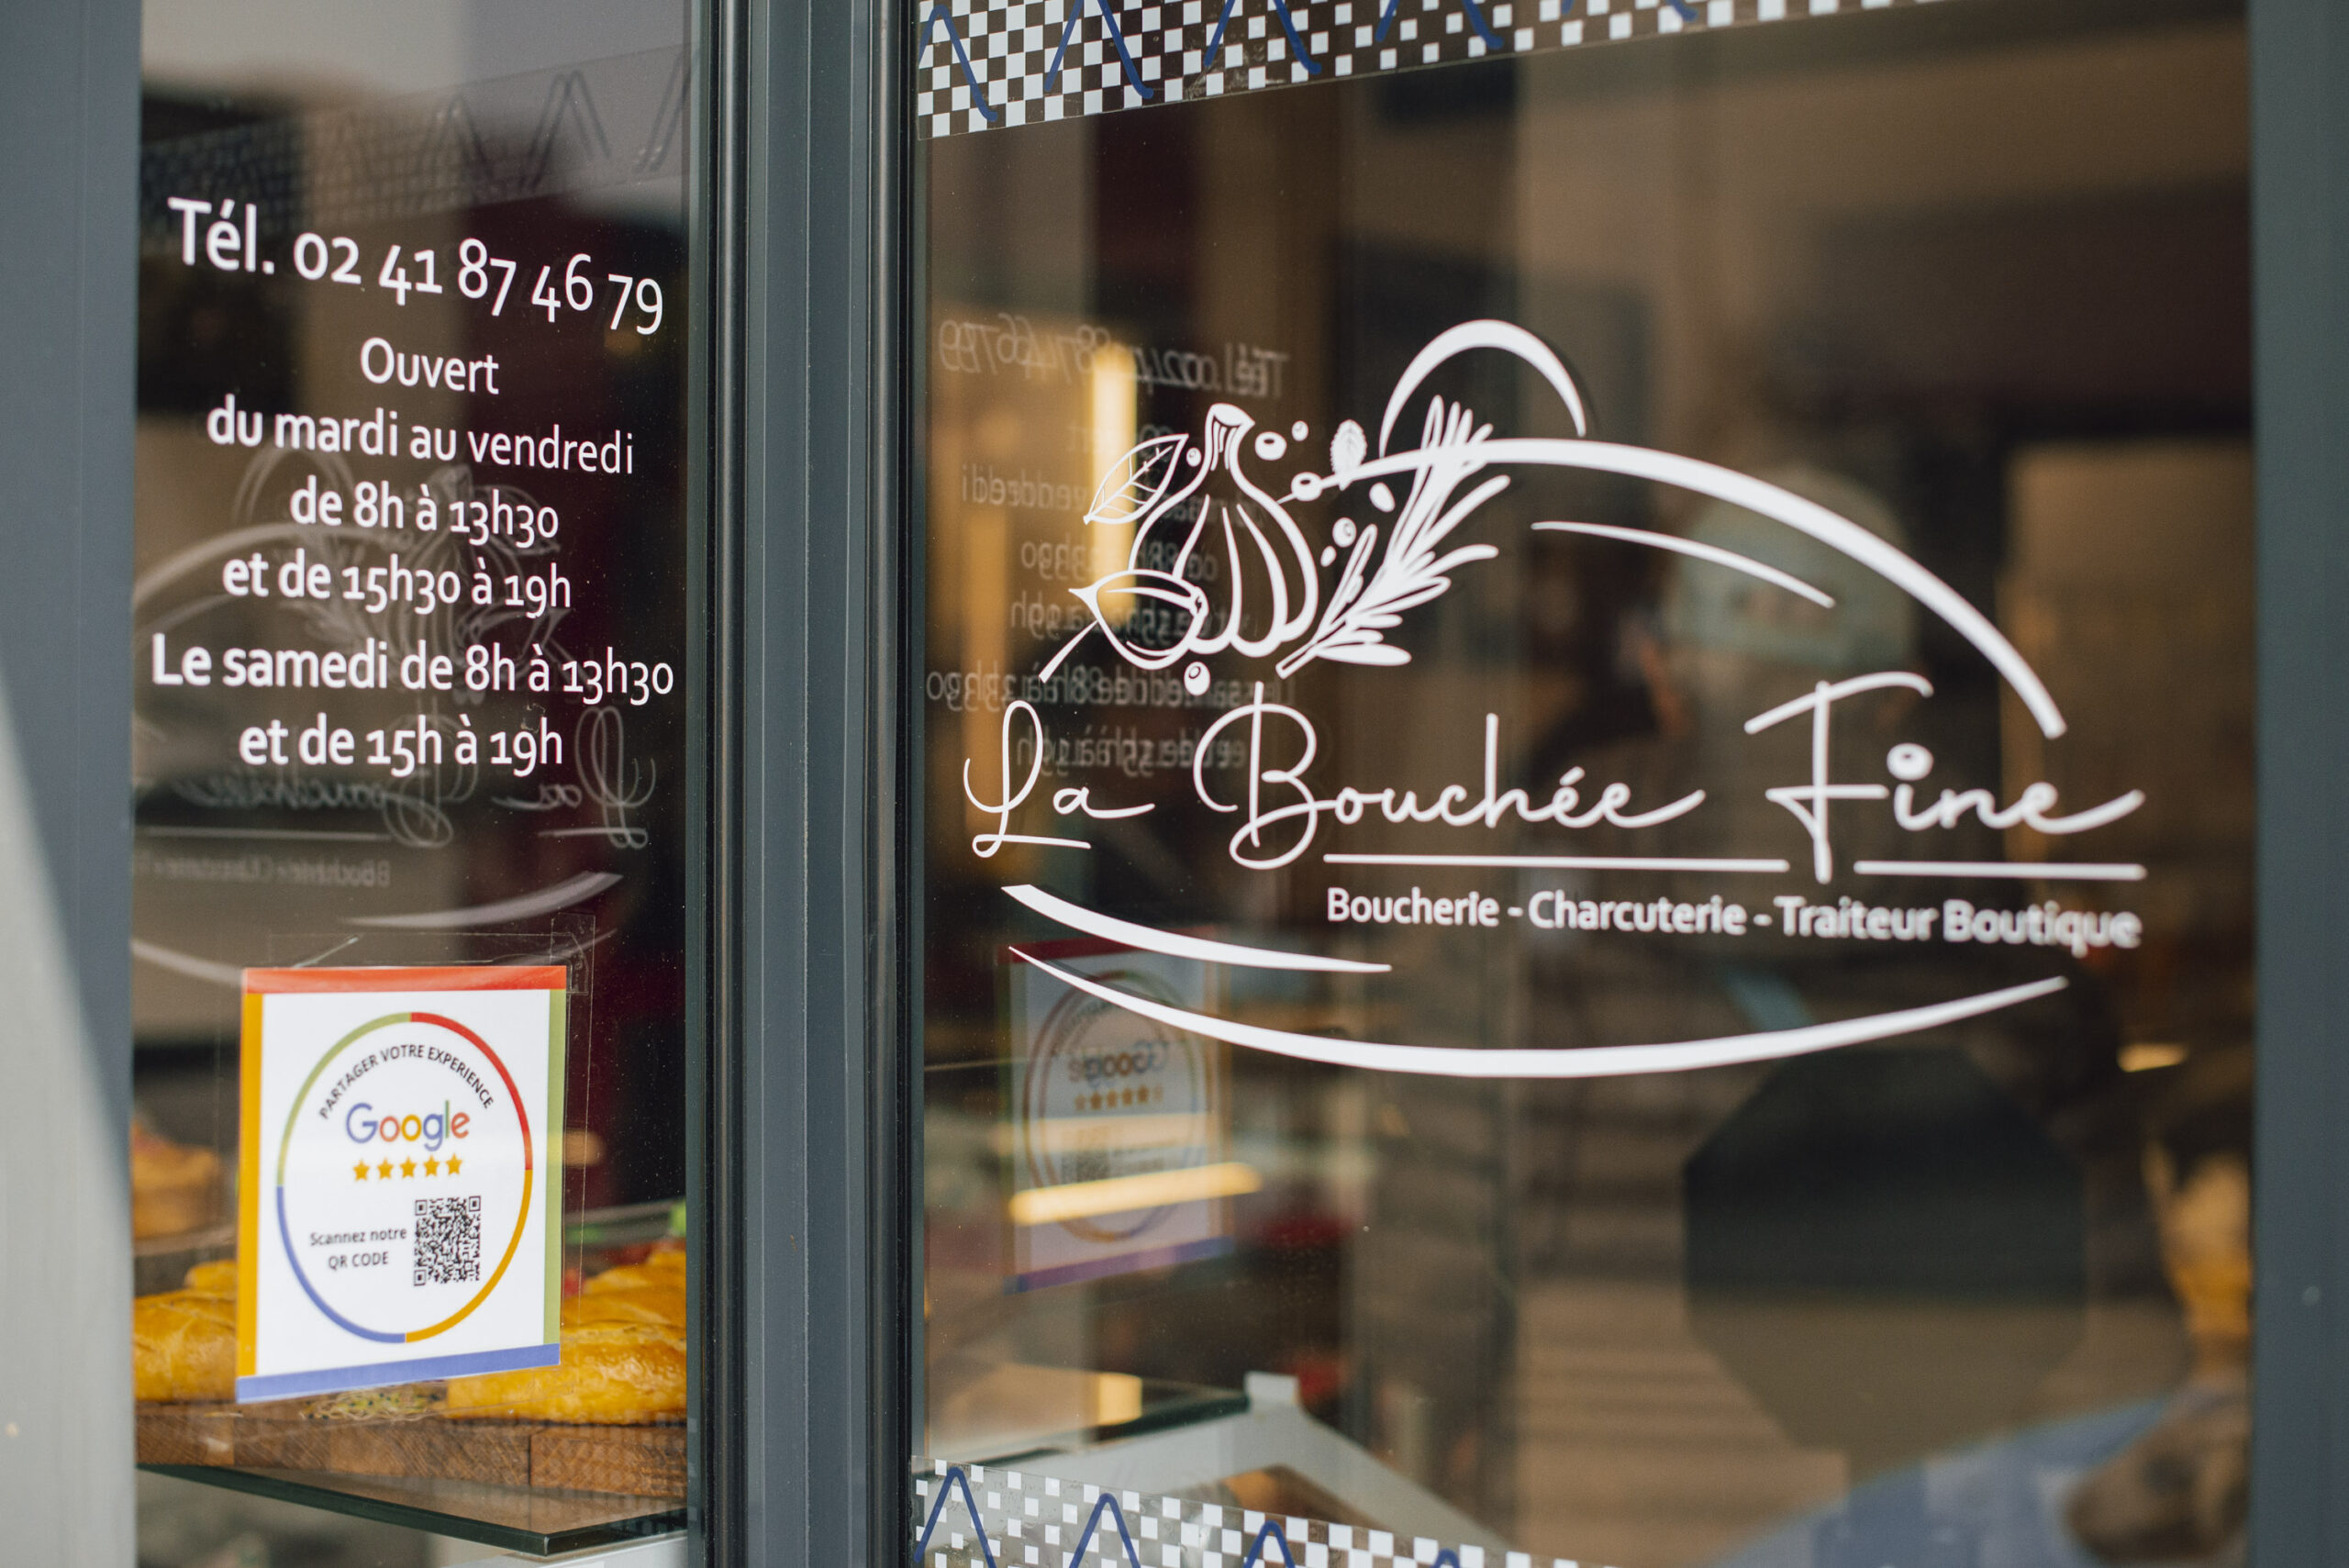 Tél. 02 41 87 46 79
Ouvert
du mardi au vendredi
de 8h à 13h30
et de 15h30 à 19h
Le samedi de 8h à 13h30
et de 15h à 19h
PARTAGER VOTRE EXPERIENCE
Google
Scannez notre
QR CODE
La Bouchée Fine
Boucherie - Charcuterie - Traiteur Boutique